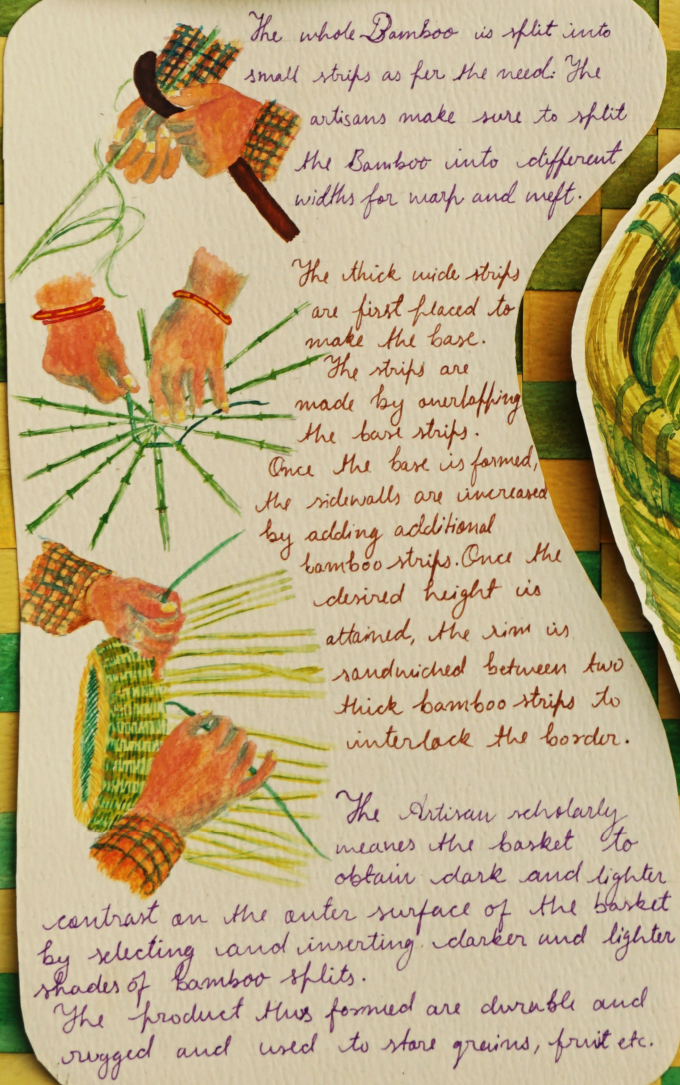 The whole Bamboo is split into
small strips as per the need. The
artisans make sure to split
the Bamboo into different
widths for warp and weft.
The thick wide strips
are first placed to
make the base.
The strips are
made by overlapping
the base strips.
Once the base is formed,
the sidewalls are increased
by adding additional
bamboo strips. Once the
desired height is
attained, the rim is
sandwiched between two
thick bamboo strips to
interlock the border.
The Artisan scholarly
weaves the basket to
obtain dark and lighter
contrast on the outer surface of the basket
by selecting and inserting darker and lighter
shades of bamboo splits.
The product thus formed are durable and
rugged and used to store grains, fruit etc.